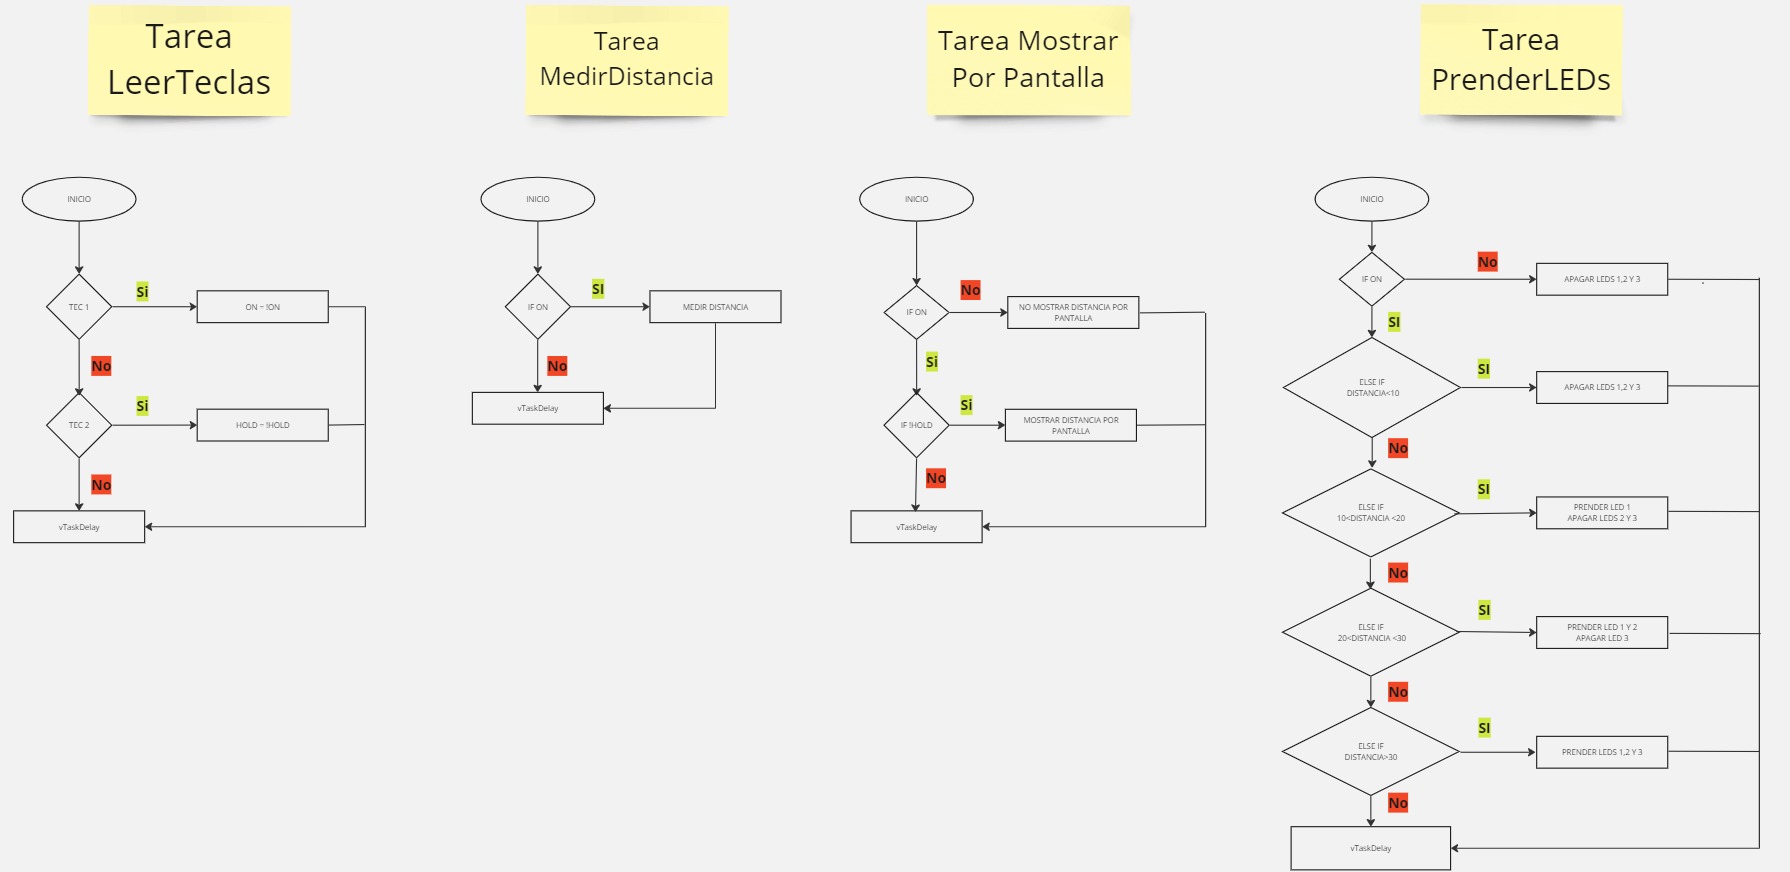 Tarea
LeerTeclas
INICIO
TEC 1
Si
ON = !ON
No
TEC 2
Si
HOLD = !HOLD
No
vTaskDelay
Tarea
MedirDistancia
INICIO
IF ON
SI
MEDIR DISTANCIA
No
vTaskDelay
Tarea Mostrar
Por Pantalla
INICIO
IF ON
No
NO MOSTRAR DISTANCIA POR
PANTALLA
Si
IF !HOLD
Si
MOSTRAR DISTANCIA POR
PANTALLA
No
vTaskDelay
Tarea
PrenderLEDs
INICIO
IF ON
No
APAGAR LEDS 1,2 Y 3
SI
ELSE IF
DISTANCIA<10
SI
APAGAR LEDS 1,2 Y 3
No
ELSE IF
10<DISTANCIA <20
SI
PRENDER LED 1
APAGAR LEDS 2 Y 3
No
ELSE IF
20<DISTANCIA <30
SI
PRENDER LED 1 Y 2
APAGAR LED 3
No
ELSE IF
DISTANCIA>30
SI
PRENDER LEDS 1,2 Y 3
No
vTaskDelay